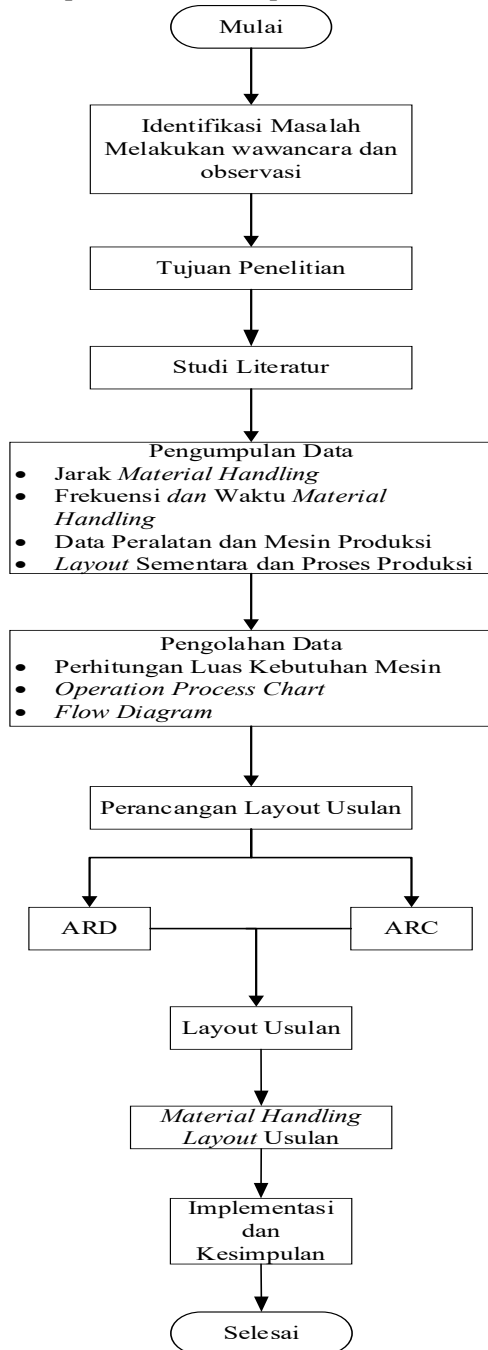 Mulai
Identifikasi Masalah
Melakukan wawancara dan
observasi
Tujuan Penelitian
Studi Literatur
Pengumpulan Data
• Jarak Material Handling
• Frekuensi dan Waktu Material
Handling
• Data Peralatan dan Mesin Produksi
• Layout Sementara dan Proses Produksi
Pengolahan Data
• Perhitungan Luas Kebutuhan Mesin
• Operation Process Chart
• Flow Diagram
Perancangan Layout Usulan
ARD
ARC
Layout Usulan
Material Handling
Layout Usulan
Implementasi
dan
Kesimpulan
Selesai